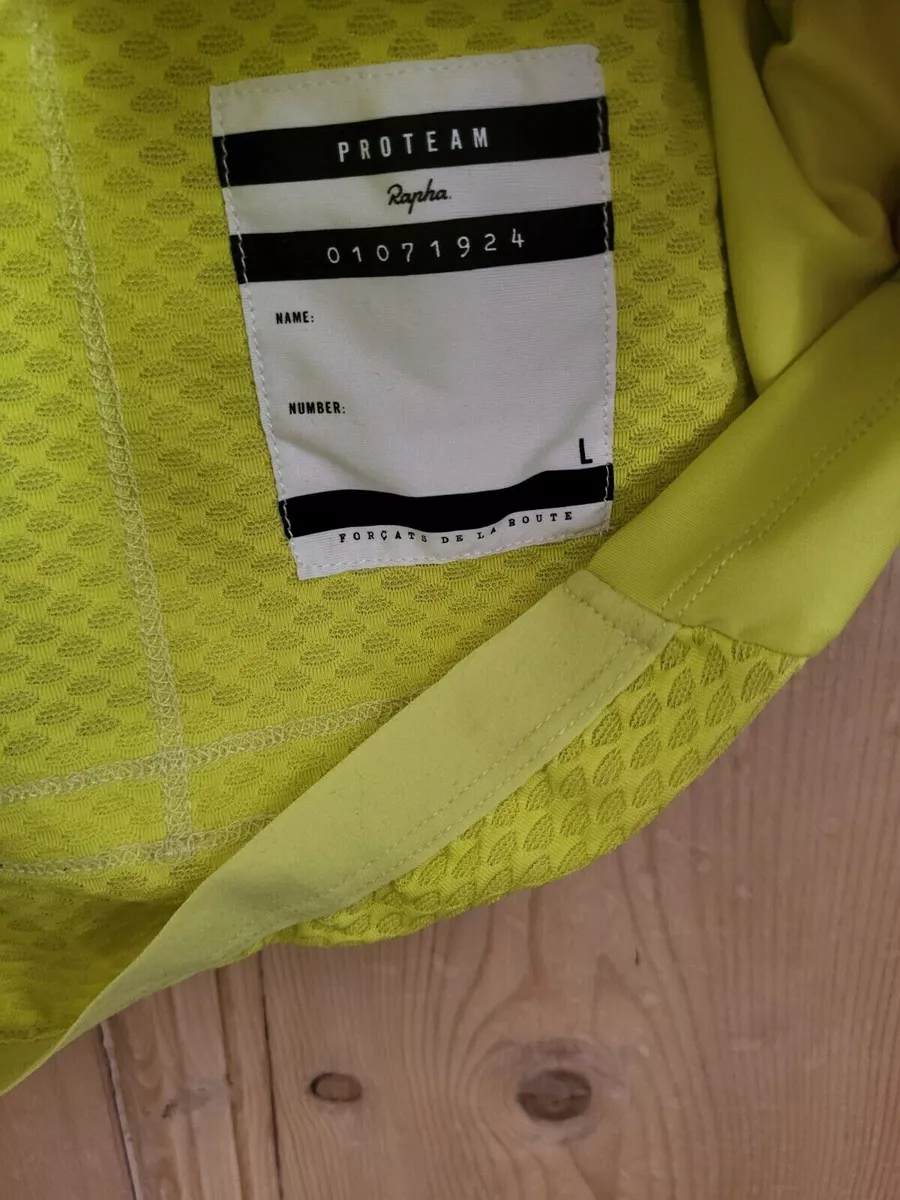 PROTEAM
Rapha.
01071924
NAME:
NUMBER:
L
FORÇATS DE LA ROUTE